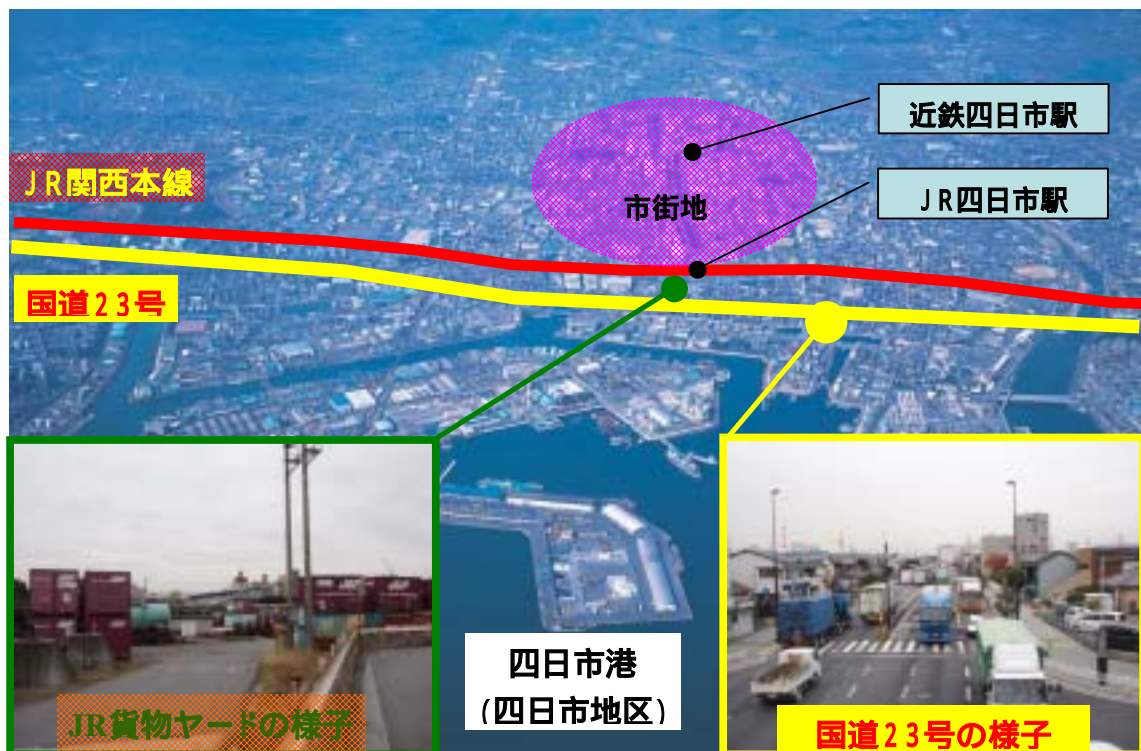 近鉄四日市駅
JR関西本線
JR四日市駅
市街地
国道23号
四日市港
(四日市地区)
JR貨物ヤードの様子
国道23号の様子